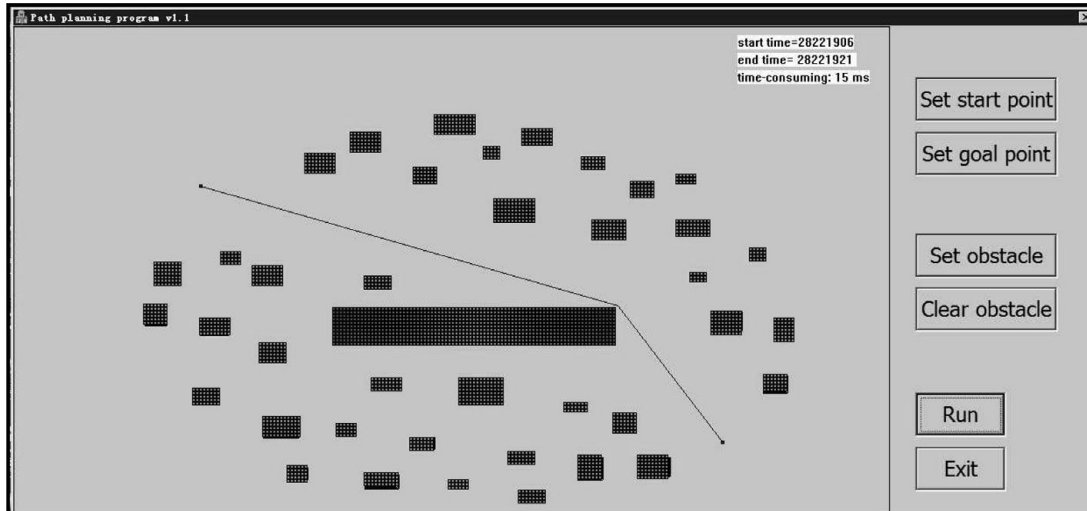 Path planning program v1.1
start time=28221906
end time= 28221921
time-consuming: 15 ms
Set start point
Set goal point
Set obstacle
Clear obstacle
Run
Exit